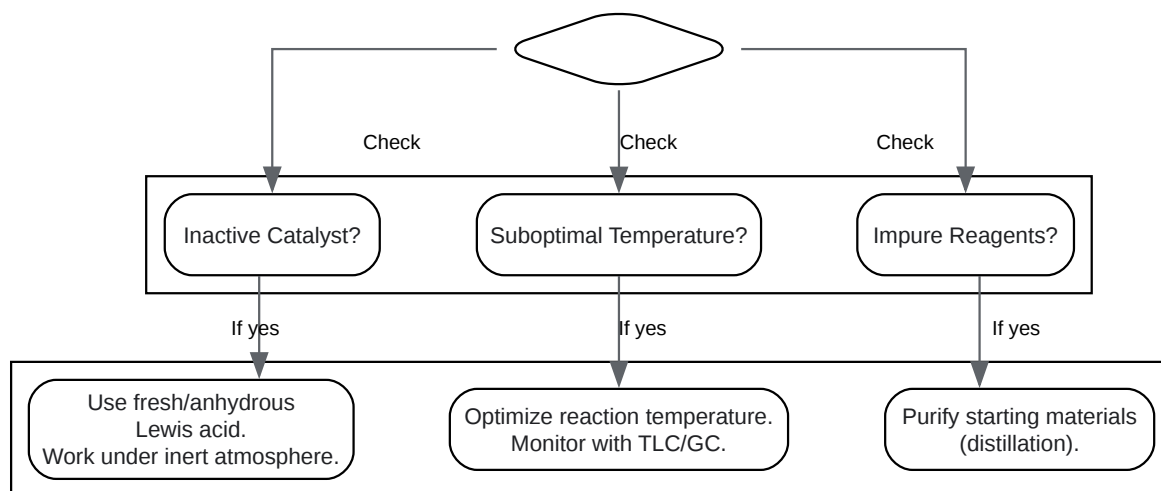 Check
Check
Check
Inactive Catalyst?
Suboptimal Temperature?
Impure Reagents?
If yes
If yes
If yes
Use fresh/anhydrous
Lewis acid.
Work under inert atmosphere.
Optimize reaction temperature.
Monitor with TLC/GC.
Purify starting materials
(distillation).